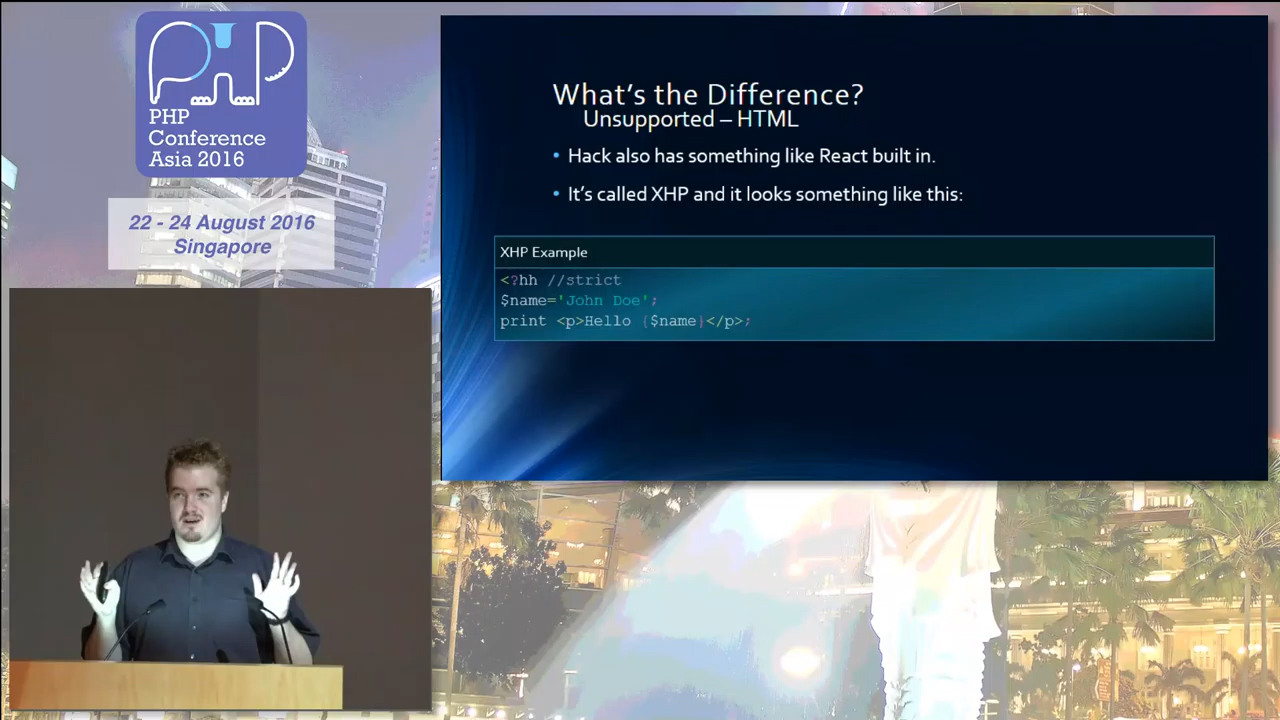 PHP
PHP
Conference
Asia 2016
22 - 24 August 2016
Singapore
What's the Difference?
Unsupported – HTML
• Hack also has something like React built in.
• It's called XHP and it looks something like this:
XHP Example
<?hh //strict
$name='John Doe';
print <p>Hello {$name}</p>;